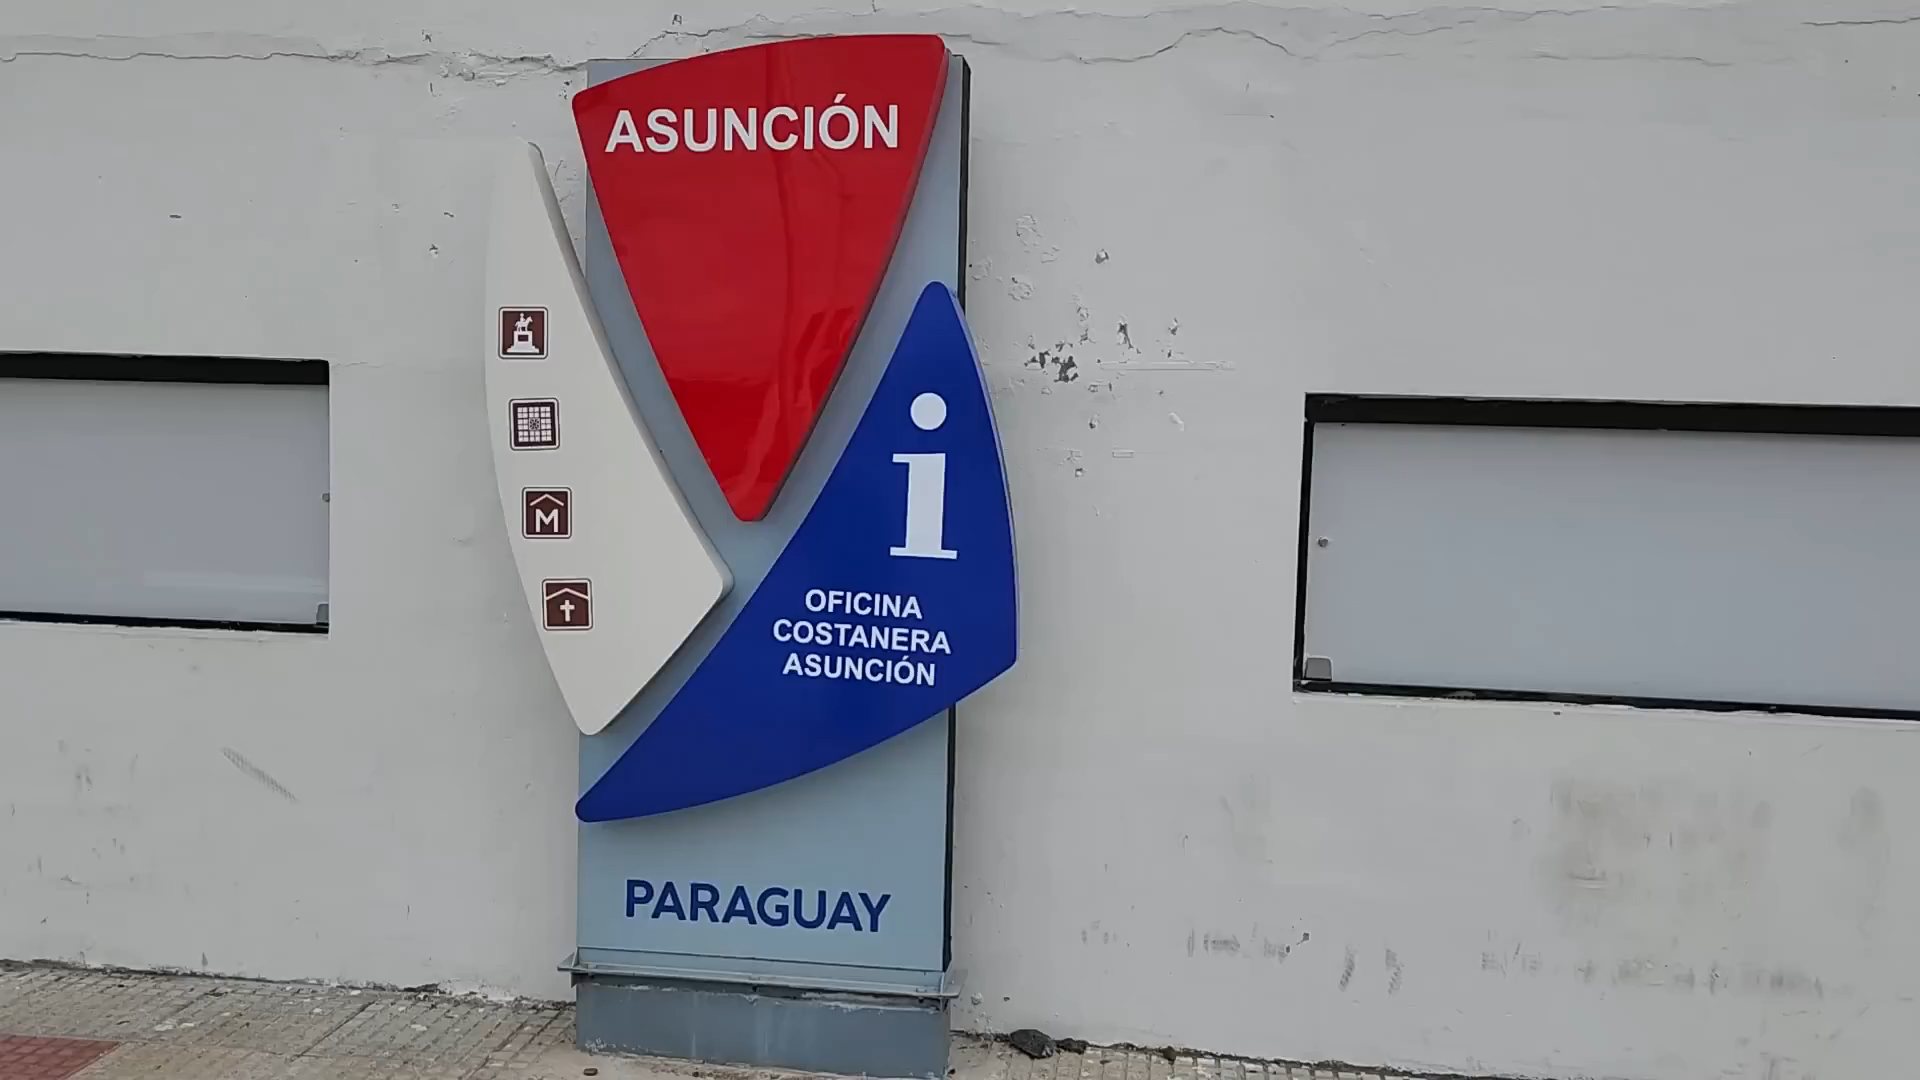 ASUNCIÓN
M
i
OFICINA
COSTANERA
ASUNCIÓN
PARAGUAY